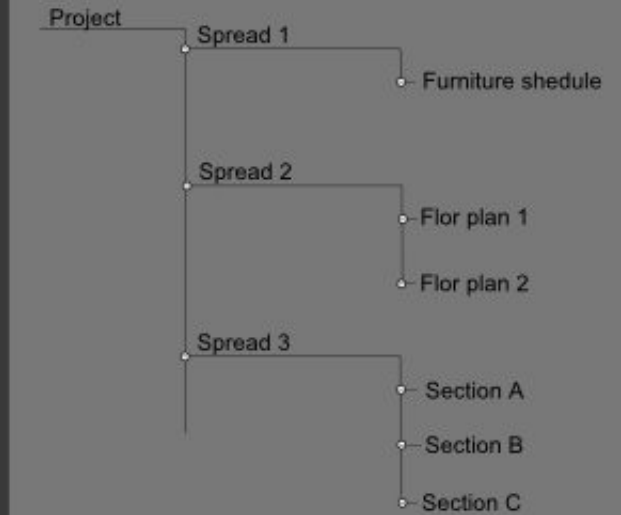 Project
Spread 1
Furniture shedule
Spread 2
Flor plan 1
Flor plan 2
Spread 3
Section A
Section B
Section C